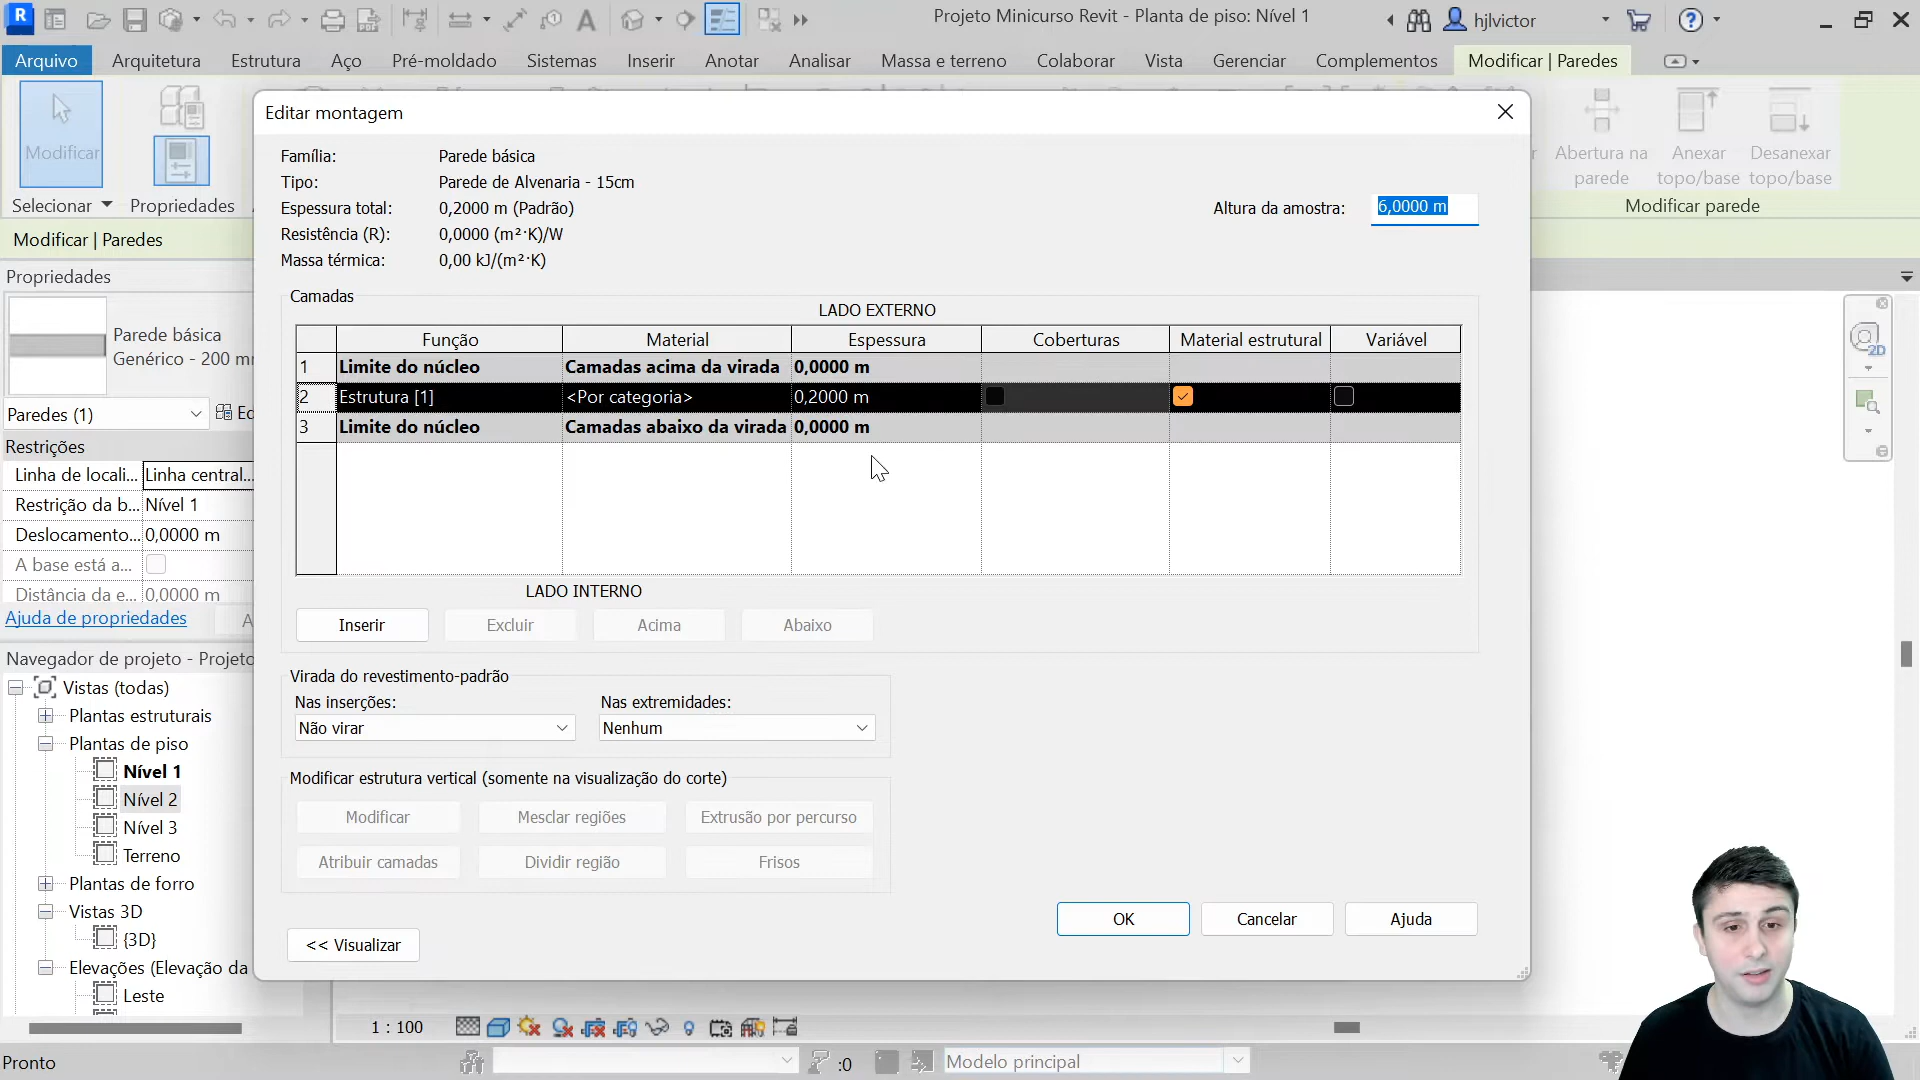 Projeto Minicurso Revit - Planta de piso: Nível 1
hjlvictor
Arquivo Arquitetura Estrutura Aço Pré-moldado Sistemas Inserir Anotar Analisar Massa e terreno Colaborar Vista Gerenciar Complementos Modificar | Paredes
Modificar
Selecionar Propriedades
Abertura na parede
Anexar topo/base
Desanexar topo/base
Modificar parede
Modificar | Paredes
Propriedades
Parede básica
Genérico - 200 m
Paredes (1)
Restrições
Linha de locali... Linha central...
Restrição da b... Nível 1
Deslocamento... 0,0000 m
A base está a...
Distância da e... 0,0000 m
Ajuda de propriedades
Navegador de projeto - Projeto
Vistas (todas)
Plantas estruturais
Plantas de piso
Nível 1
Nível 2
Nível 3
Terreno
Plantas de forro
Vistas 3D
{3D}
Elevações (Elevação da
Leste
Editar montagem
Família: Parede básica
Tipo: Parede de Alvenaria - 15cm
Espessura total: 0,2000 m (Padrão)
Resistência (R): 0,0000 (m²·K)/W
Massa térmica: 0,00 kJ/(m²·K)
Altura da amostra: 6,0000 m
Camadas
LADO EXTERNO
Função Material Espessura Coberturas Material estrutural Variável
1 Limite do núcleo Camadas acima da virada 0,0000 m
2 Estrutura [1] <Por categoria> 0,2000 m
3 Limite do núcleo Camadas abaixo da virada 0,0000 m
LADO INTERNO
Inserir Excluir Acima Abaixo
Virada do revestimento-padrão
Nas inserções: Nas extremidades:
Não virar Nenhum
Modificar estrutura vertical (somente na visualização do corte)
Modificar Mesclar regiões Extrusão por percurso
Atribuir camadas Dividir região Frisos
OK Cancelar Ajuda
<< Visualizar
1 : 100
Pronto
:0
Modelo principal
2D